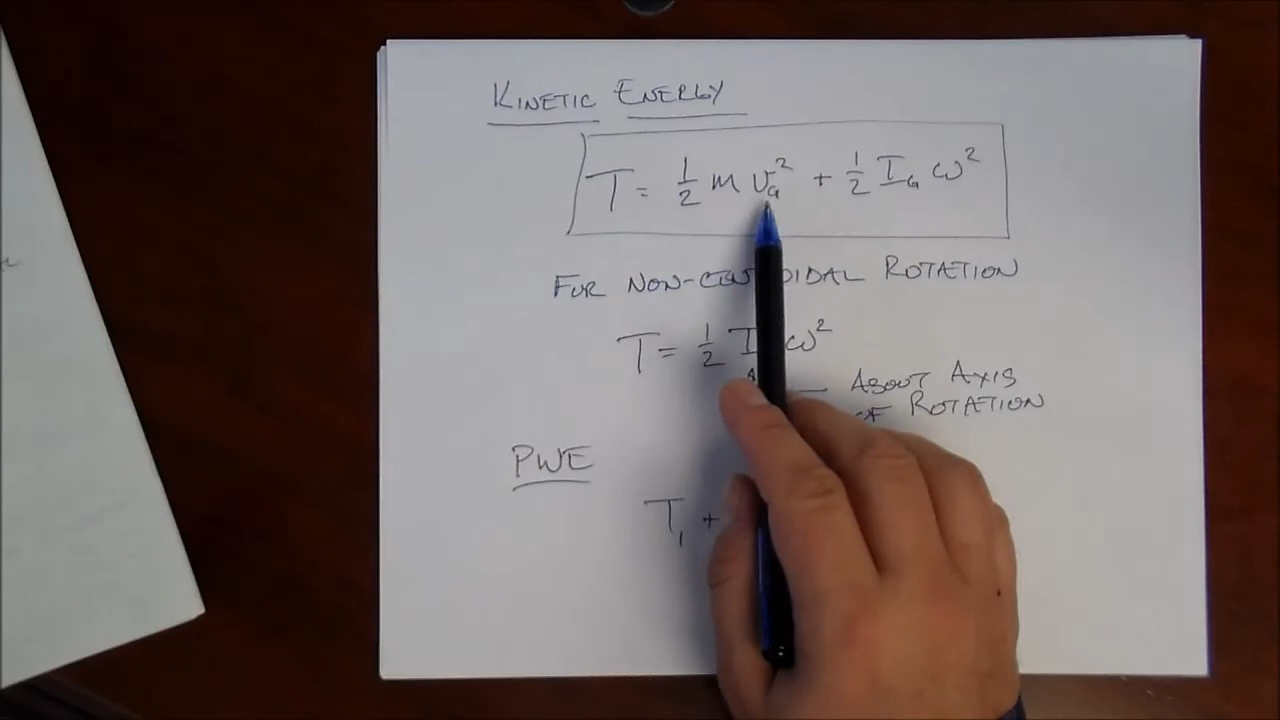 KINETIC ENERGY
T = 1/2 m v_G^2 + 1/2 I_G ω^2
FOR NON- ROTATION
T = 1/2 I ω^2
ABOUT AXIS
OF ROTATION
PWE
T_1 +